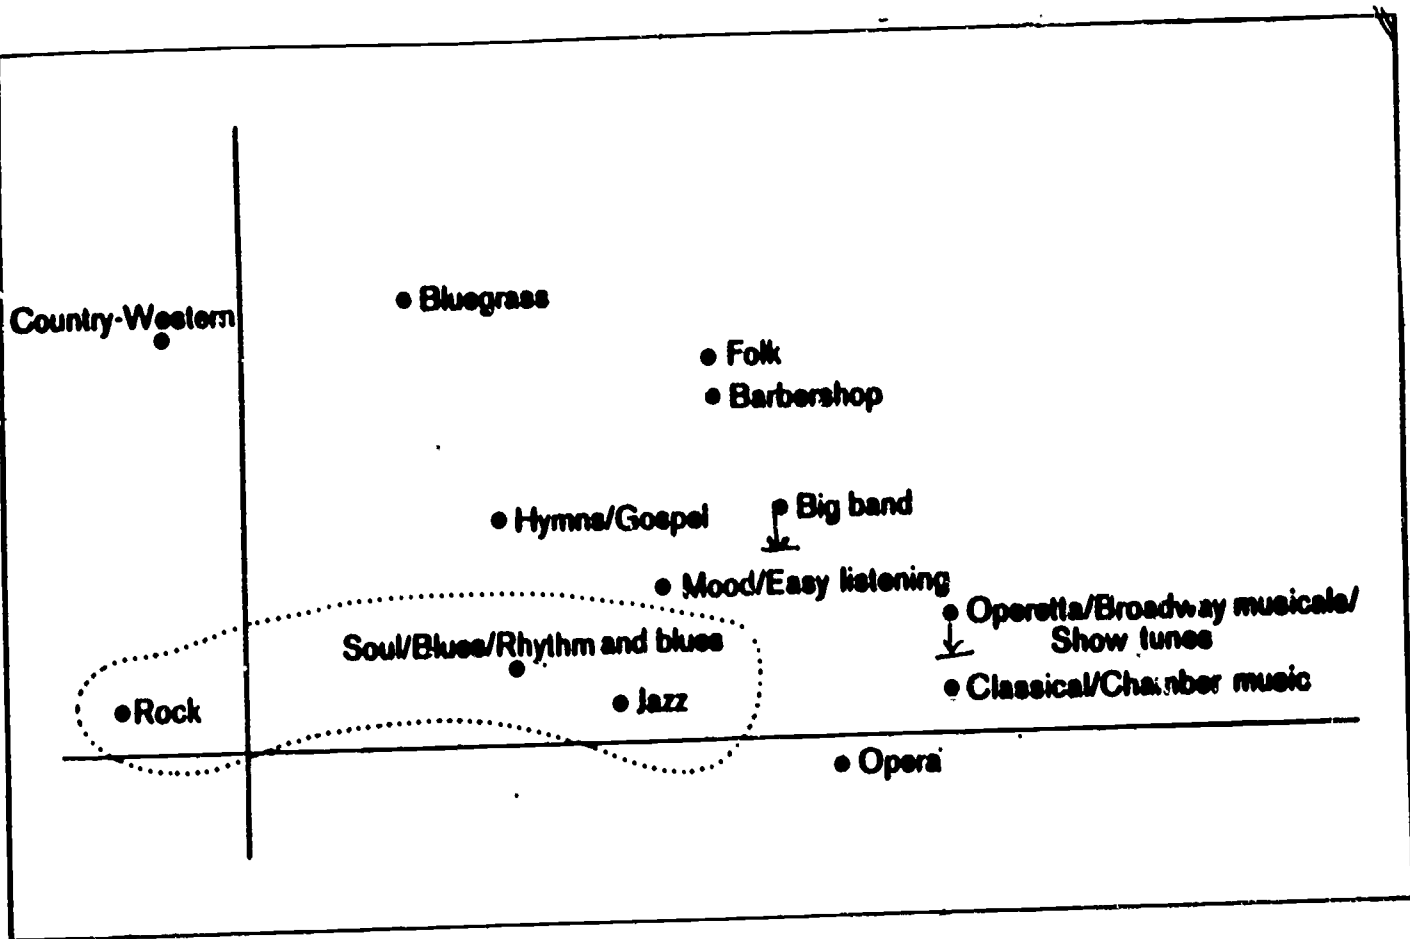 Bluegrass
Country-Western
Folk
Barbershop
Big band
Hymns/Gospel
Mood/Easy listening
Operetta/Broadway musicals/
Show tunes
Soul/Blues/Rhythm and blues
Classical/Chamber music
Jazz
Rock
Opera